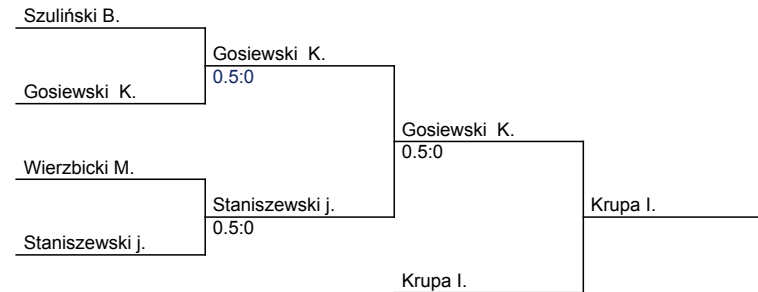 Szuliński B.
Gosiewski  K.
0.5:0
Gosiewski  K.
Gosiewski  K.
0.5:0
Wierzbicki M.
Staniszewski j.
0.5:0
Krupa I.
Staniszewski j.
Krupa I.